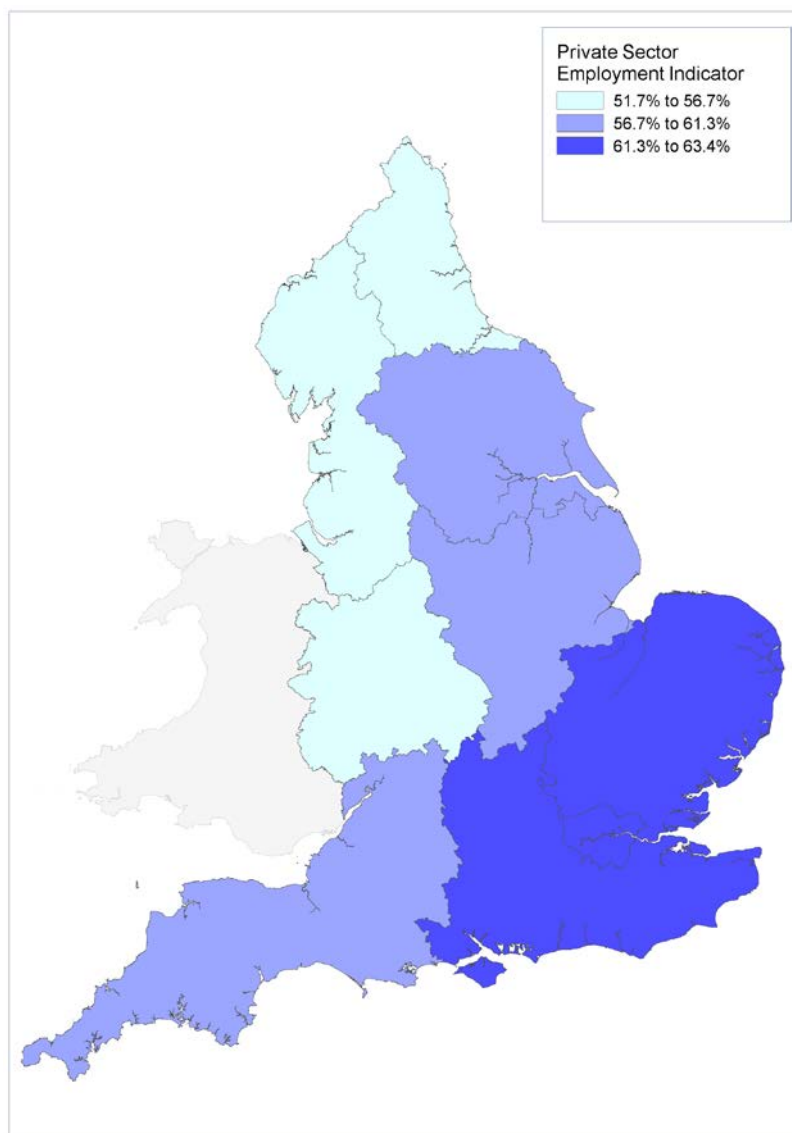 Private Sector
Employment Indicator
51.7% to 56.7%
56.7% to 61.3%
61.3% to 63.4%